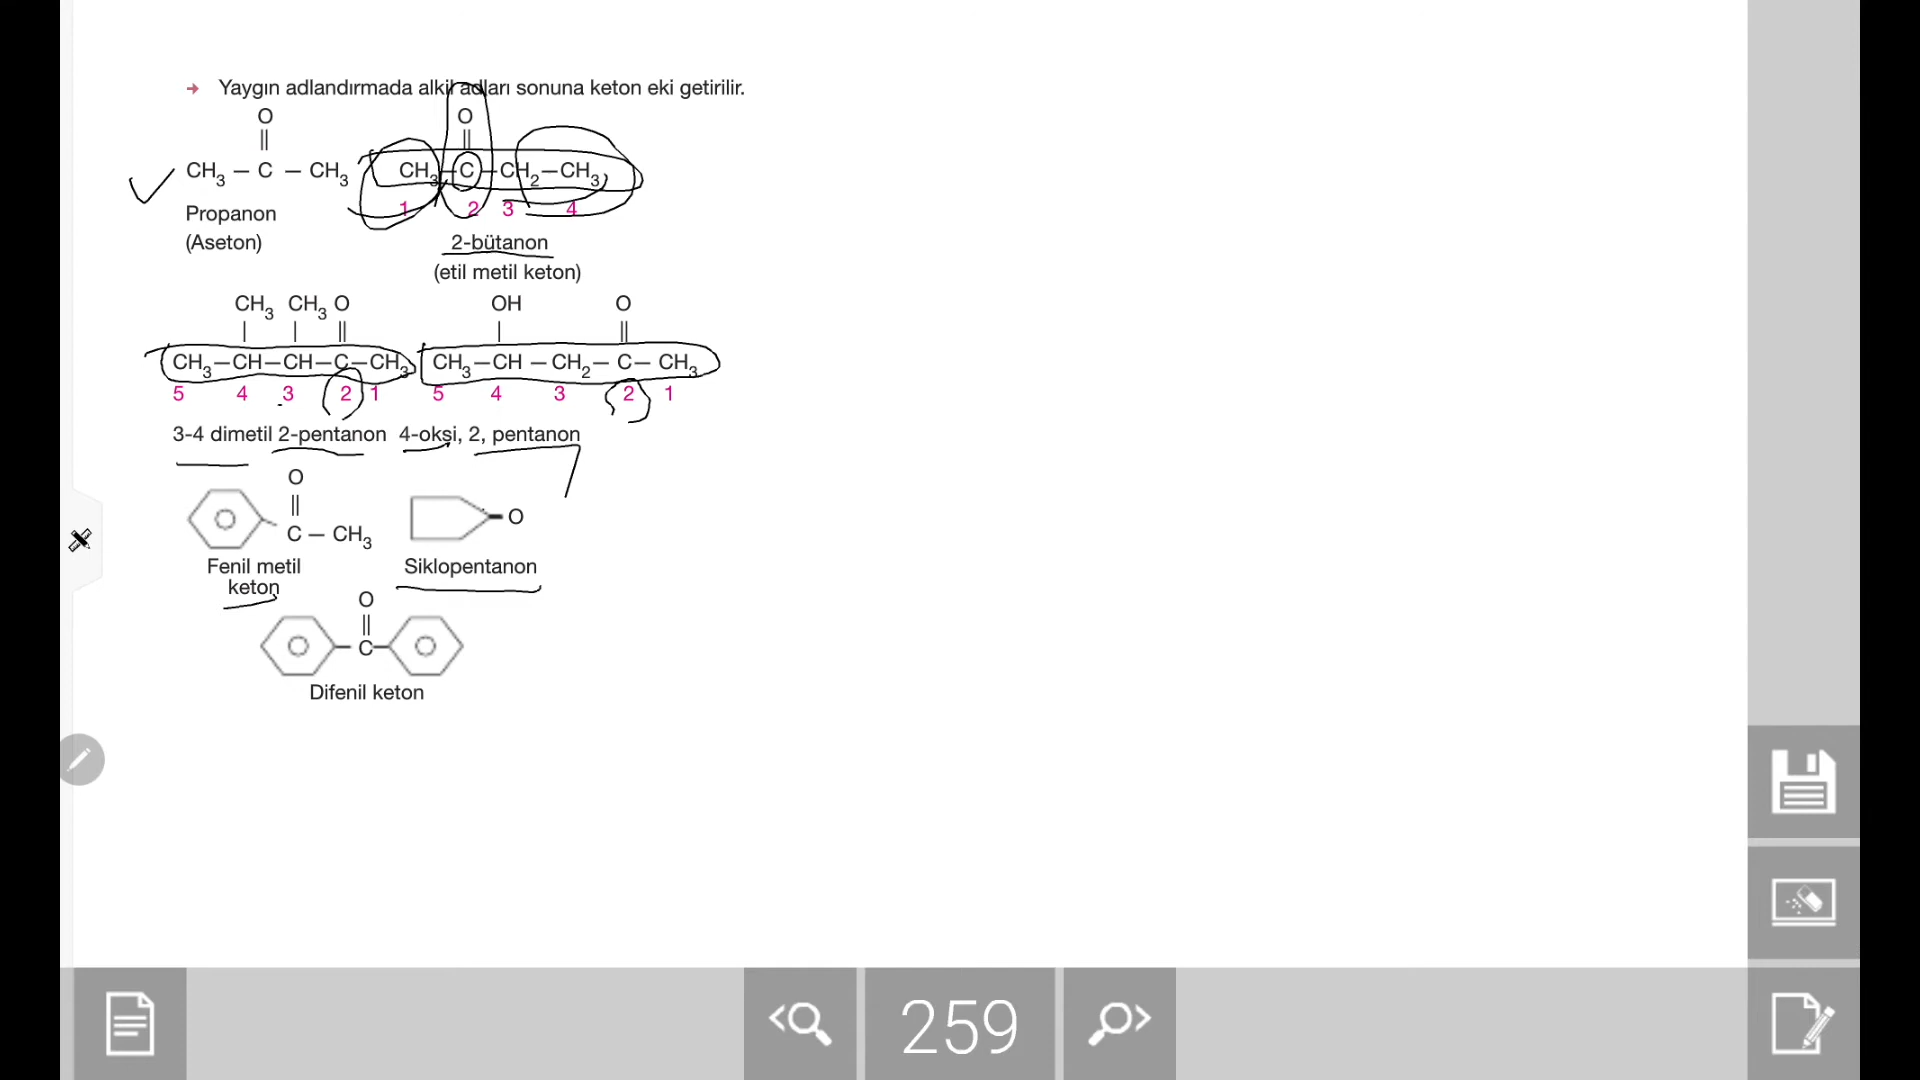 ➔ Yaygın adlandırmada alkil adları sonuna keton eki getirilir.
O
||
CH₃ — C — CH₃
Propanon
(Aseton)
O
||
CH₃—C—CH₂—CH₃
1 2 3 4
2-bütanon
(etil metil keton)
CH₃ CH₃ O
| | ||
CH₃—CH—CH—C—CH₃
5 4 3 2 1
3-4 dimetil 2-pentanon
OH O
| ||
CH₃—CH — CH₂— C— CH₃
5 4 3 2 1
4-oksi, 2, pentanon
O
||
C — CH₃
Fenil metil
keton
O
Siklopentanon
O
||
C
Difenil keton
259